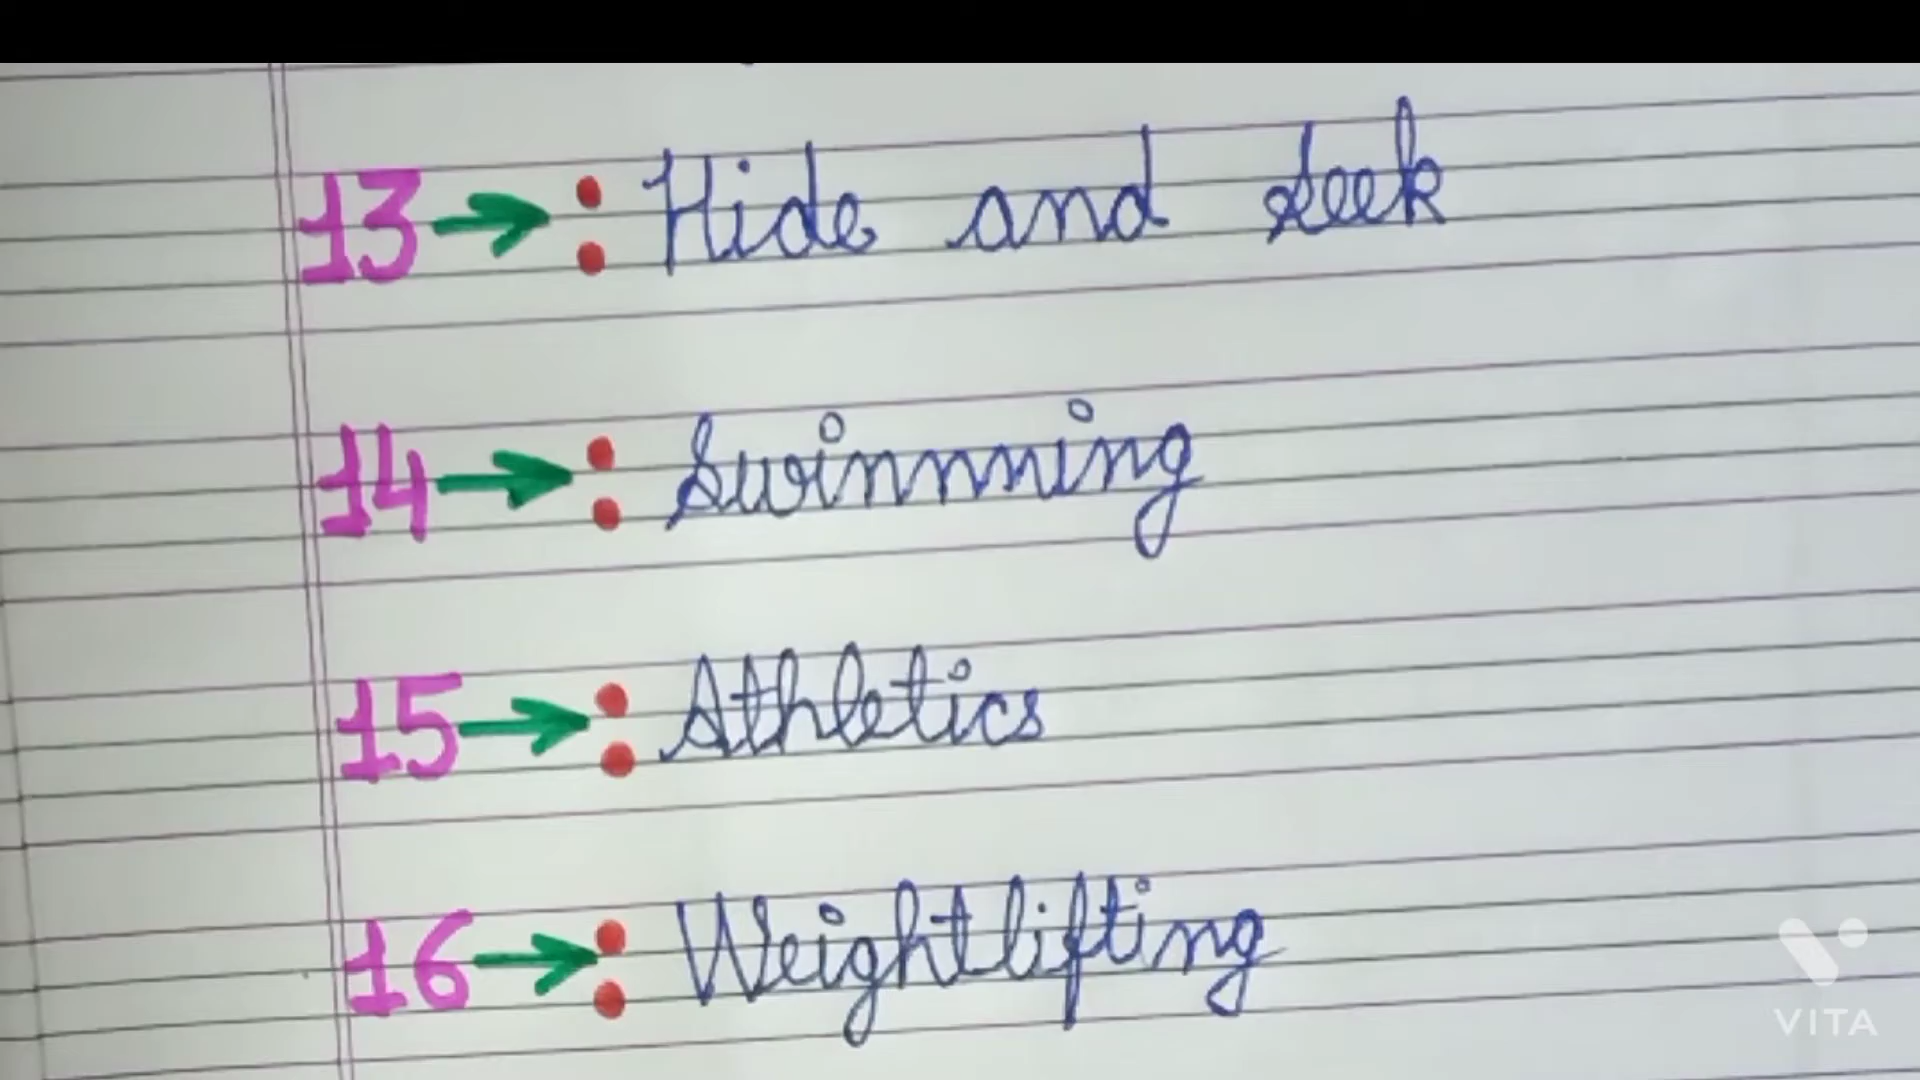 13 → : Hide and seek
14 → : Swimming
15 → : Athletics
16 → : Weightlifting
VITA